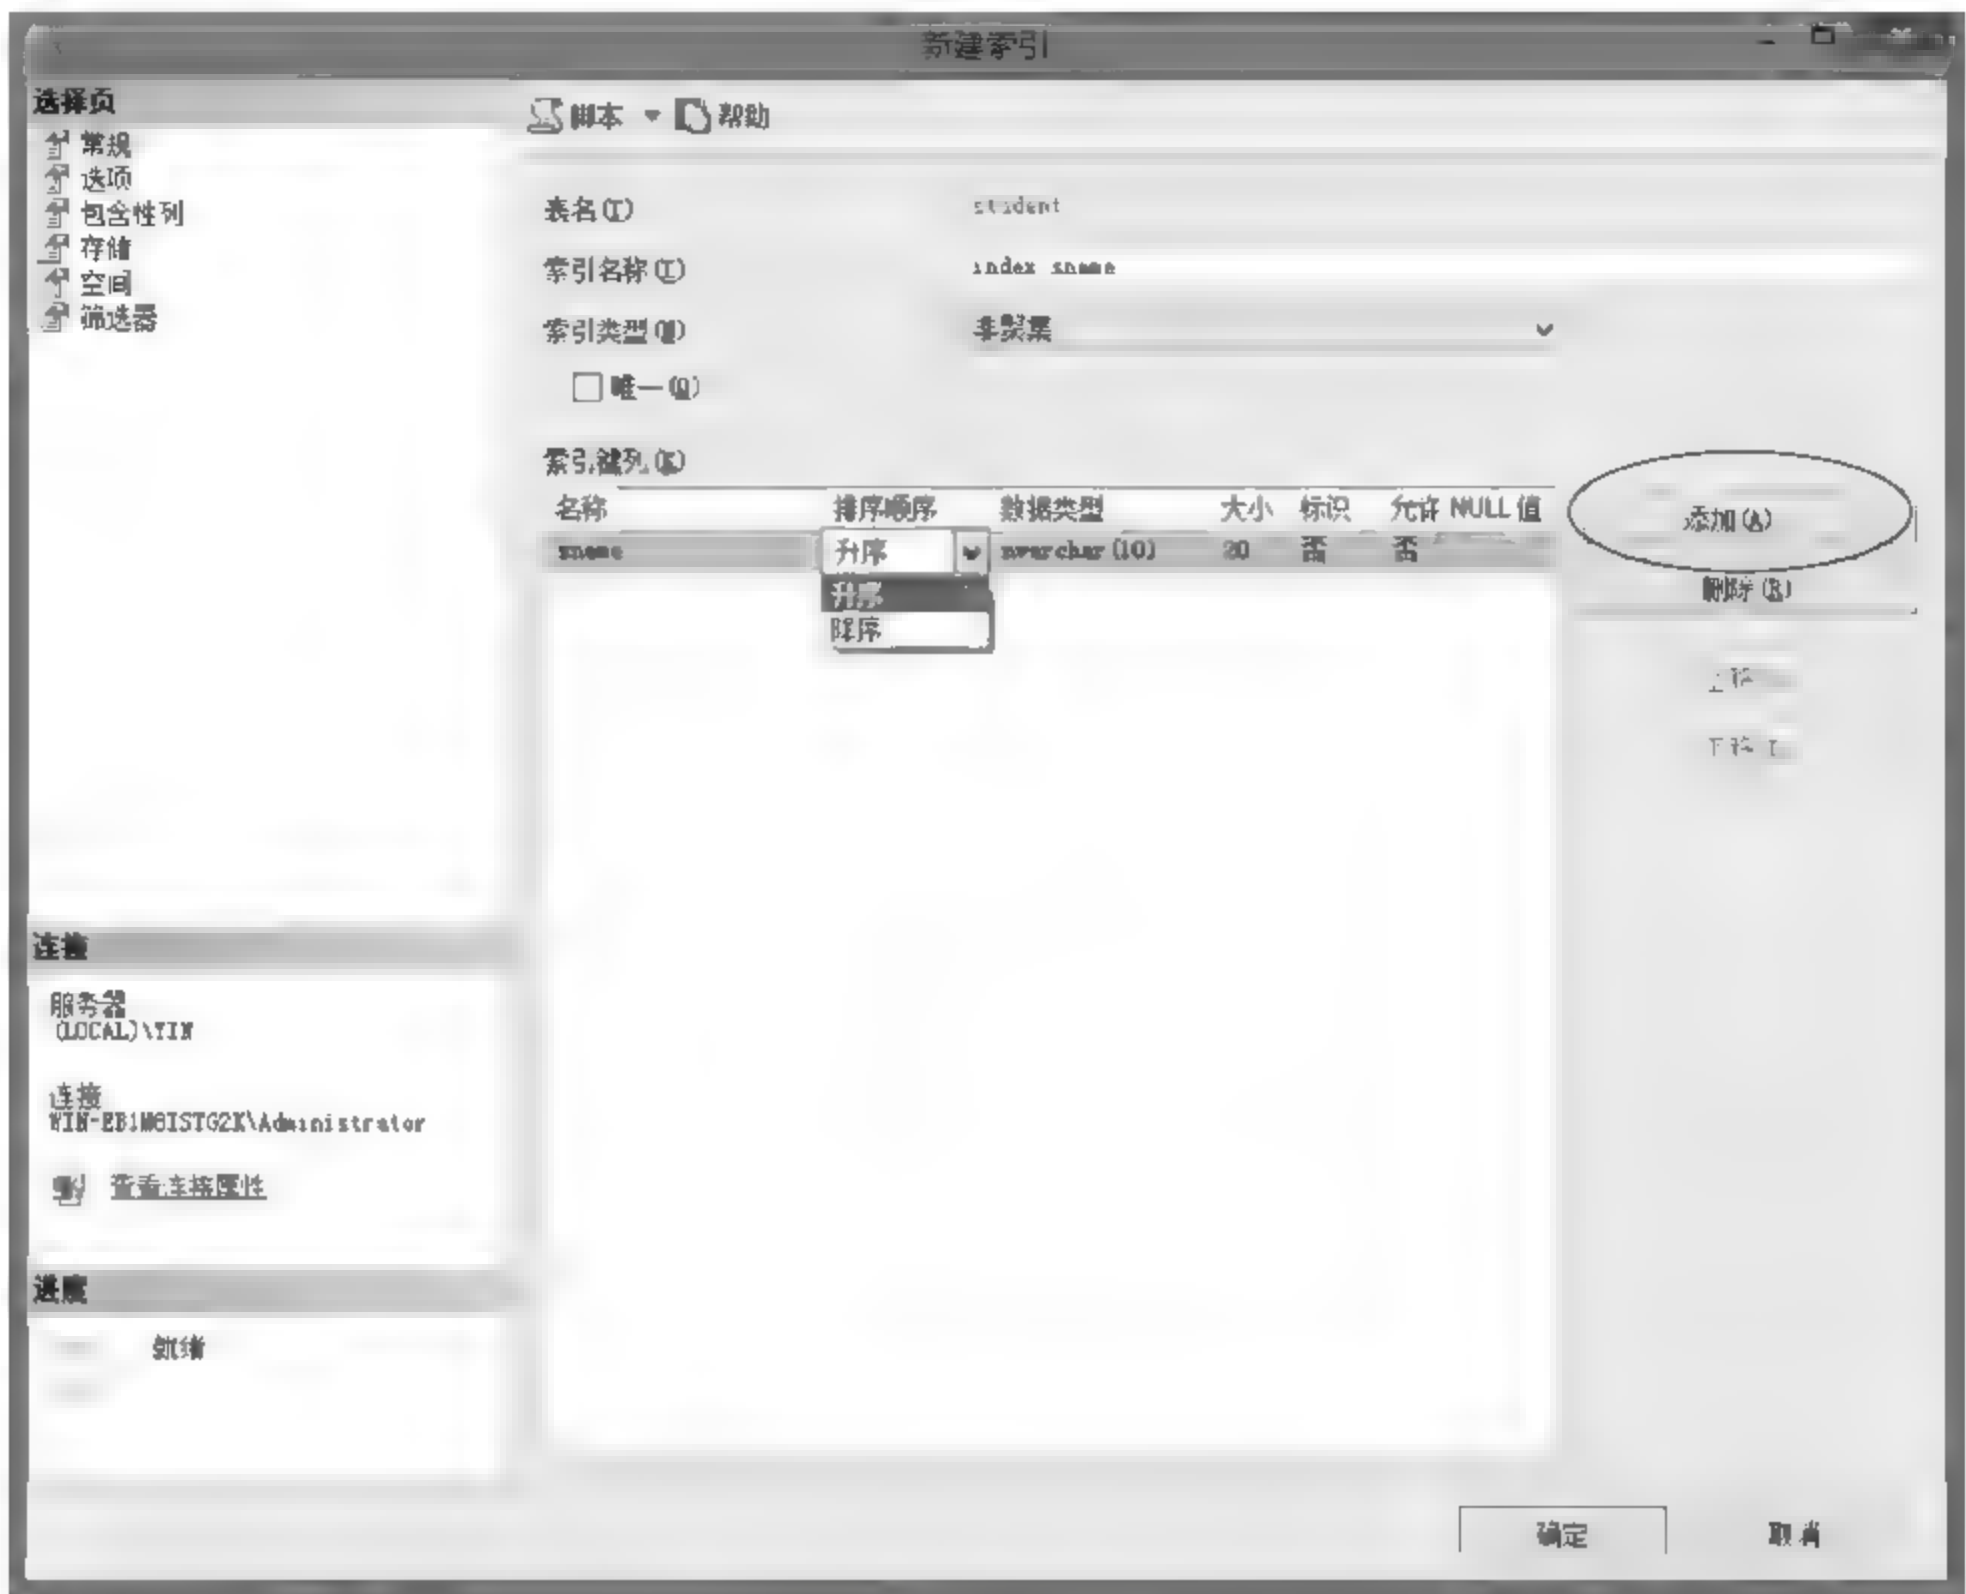 新建索引
选择页
常规
选项
包含性列
存储
空间
筛选器
脚本 帮助
表名(T) student
索引名称(I) index sname
索引类型 非聚集
唯一(Q)
索引键列(K)
名称 排序顺序 数据类型 大小 标识 允许 NULL 值
sname 升序 nvarchar(10) 20 否 否
升序
降序
添加(A)
删除(R)
上移
下移
连接
服务器
(LOCAL)\YIN
连接
\Administrator
查看连接属性
进度
就绪
确定 取消